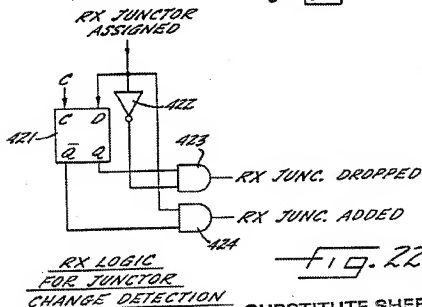 RX JUNCTOR
ASSIGNED
C
422
C D
421
Q̅ Q
423
RX JUNC. DROPPED
RX JUNC. ADDED
424
RX LOGIC
FOR JUNCTOR
CHANGE DETECTION
Fig. 22
SUBSTITUTE SHEET